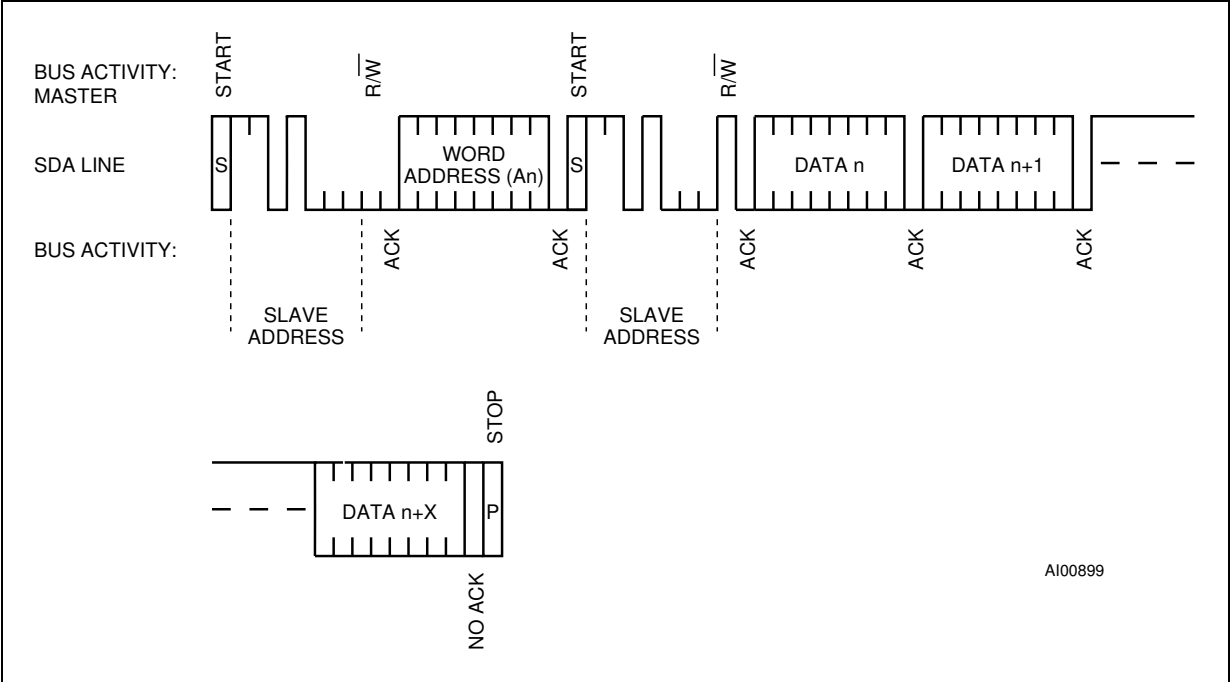 BUS ACTIVITY:
MASTER
START
R/W
START
R/W
SDA LINE
S
WORD
ADDRESS (An)
S
DATA n
DATA n+1
BUS ACTIVITY:
ACK
ACK
ACK
ACK
ACK
SLAVE
ADDRESS
SLAVE
ADDRESS
STOP
DATA n+X
P
NO ACK
AI00899